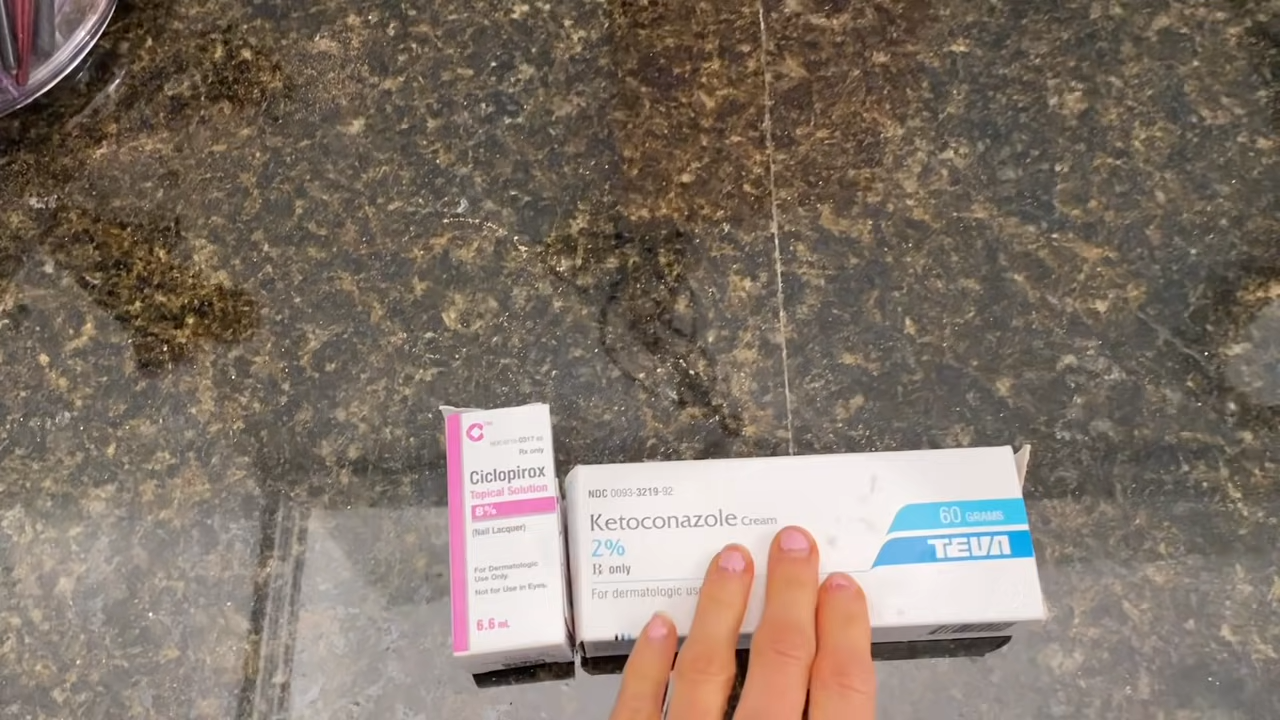 Rx only
Ciclopirox
Topical Solution
8%
(Nail Lacquer)
For Dermatologic
Use Only
Not for Use in Eyes.
6.6 mL
NDC 0093-3219-92
Ketoconazole Cream
2%
℞ only
For dermatologic
60 GRAMS
TEVA